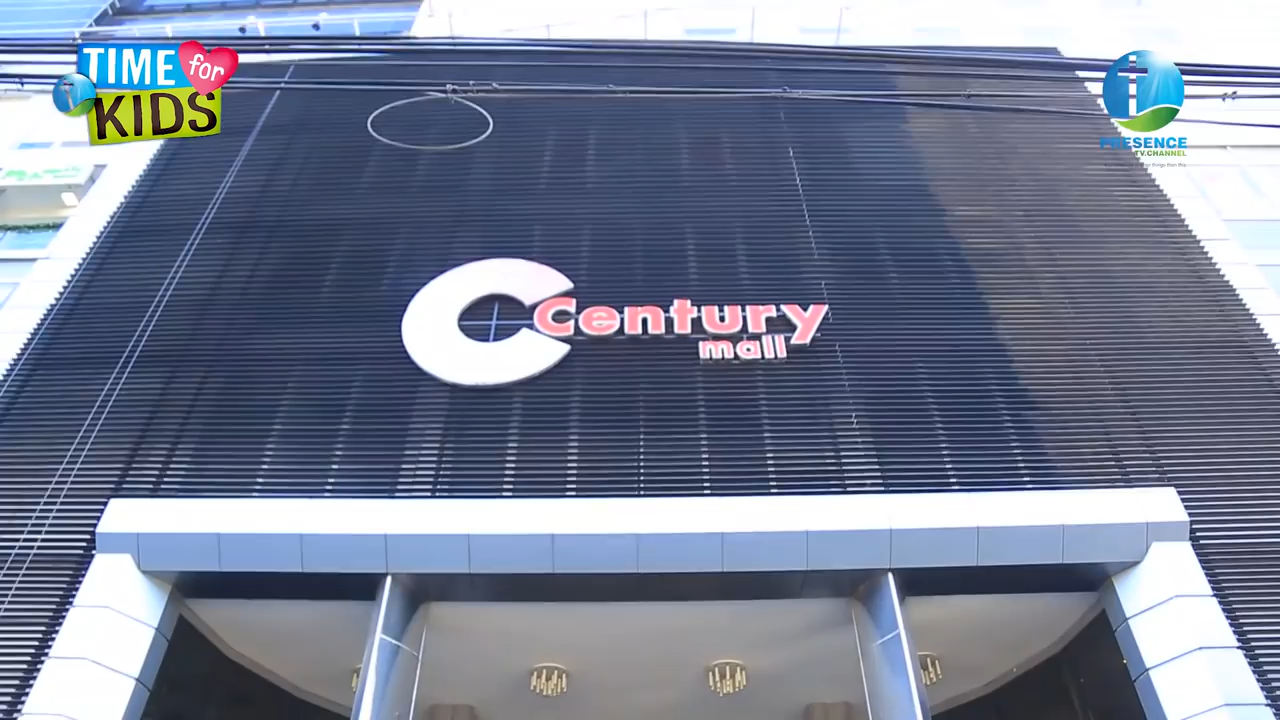 TIME for
KIDS
PRESENCE
TV.CHANNEL
Century
mall